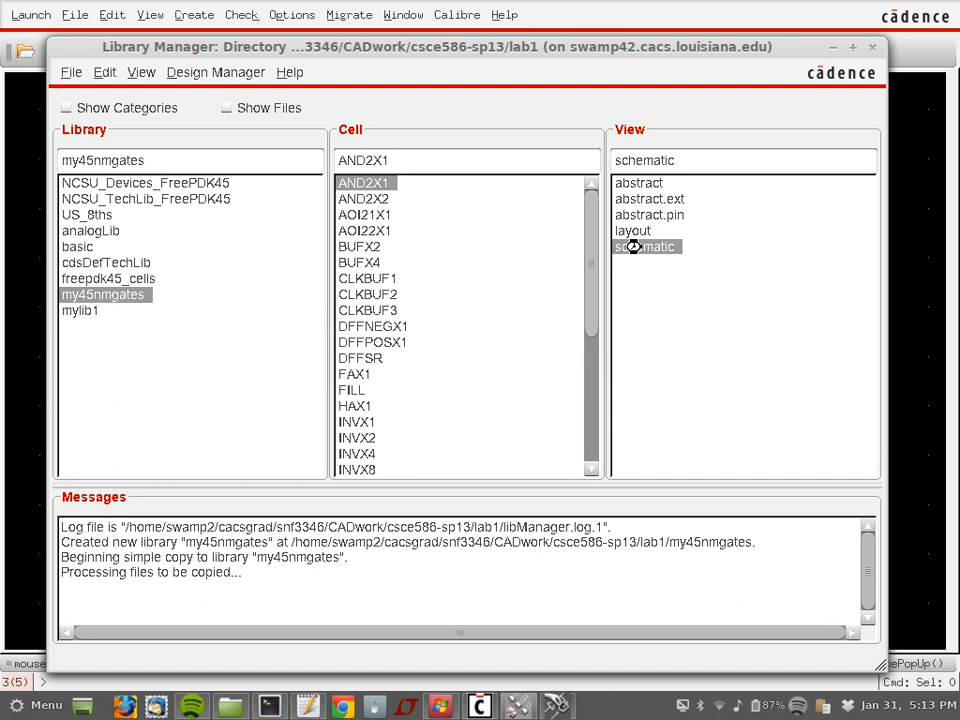 Launch File Edit View Create Check Options Migrate Window Calibre Help cādence
Library Manager: Directory ...3346/CADwork/csce586-sp13/lab1 (on swamp42.cacs.louisiana.edu)
File Edit View Design Manager Help cādence
Show Categories Show Files
Library
my45nmgates
NCSU_Devices_FreePDK45
NCSU_TechLib_FreePDK45
US_8ths
analogLib
basic
cdsDefTechLib
freepdk45_cells
my45nmgates
mylib1
Cell
AND2X1
AND2X1
AND2X2
AOI21X1
AOI22X1
BUFX2
BUFX4
CLKBUF1
CLKBUF2
CLKBUF3
DFFNEGX1
DFFPOSX1
DFFSR
FAX1
FILL
HAX1
INVX1
INVX2
INVX4
INVX8
View
schematic
abstract
abstract.ext
abstract.pin
layout
schematic
Messages
Log file is "/home/swamp2/cacsgrad/snf3346/CADwork/csce586-sp13/lab1/libManager.log.1".
Created new library "my45nmgates" at /home/swamp2/cacsgrad/snf3346/CADwork/csce586-sp13/lab1/my45nmgates.
Beginning simple copy to library "my45nmgates".
Processing files to be copied...
mouse ePopUp()
3(5) > Cmd: Sel: 0
Menu 87% Jan 31, 5:13 PM